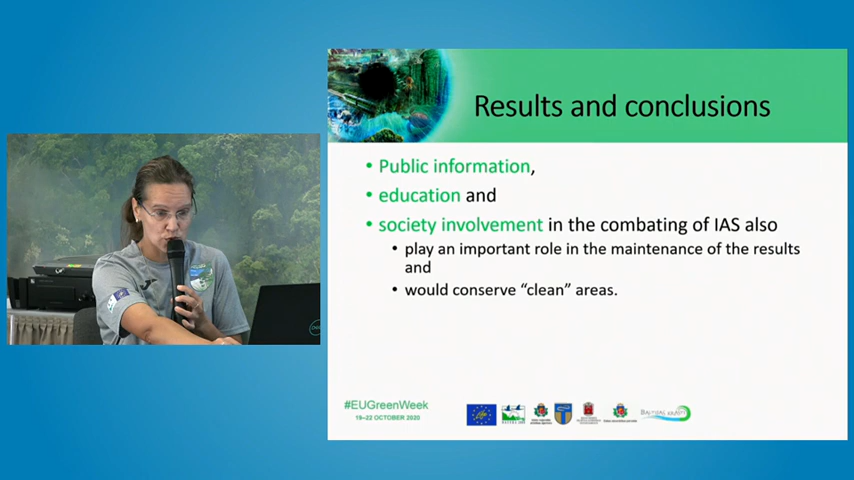 Results and conclusions
• Public information,
• education and
• society involvement in the combating of IAS also
• play an important role in the maintenance of the results
and
• would conserve “clean” areas.
#EUGreenWeek
19–22 OCTOBER 2020